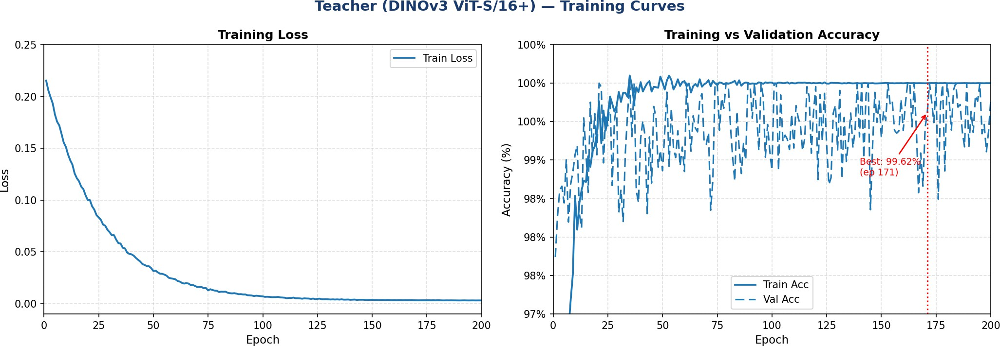 Teacher (DINOv3 ViT-S/16+) — Training Curves
Training Loss
0.25
0.20
0.15
0.10
0.05
0.00
Loss
Train Loss
0
25
50
75
100
125
150
175
200
Epoch
Training vs Validation Accuracy
100%
100%
100%
99%
98%
98%
98%
97%
Accuracy (%)
Best: 99.62%
(ep 171)
Train Acc
Val Acc
0
25
50
75
100
125
150
175
200
Epoch